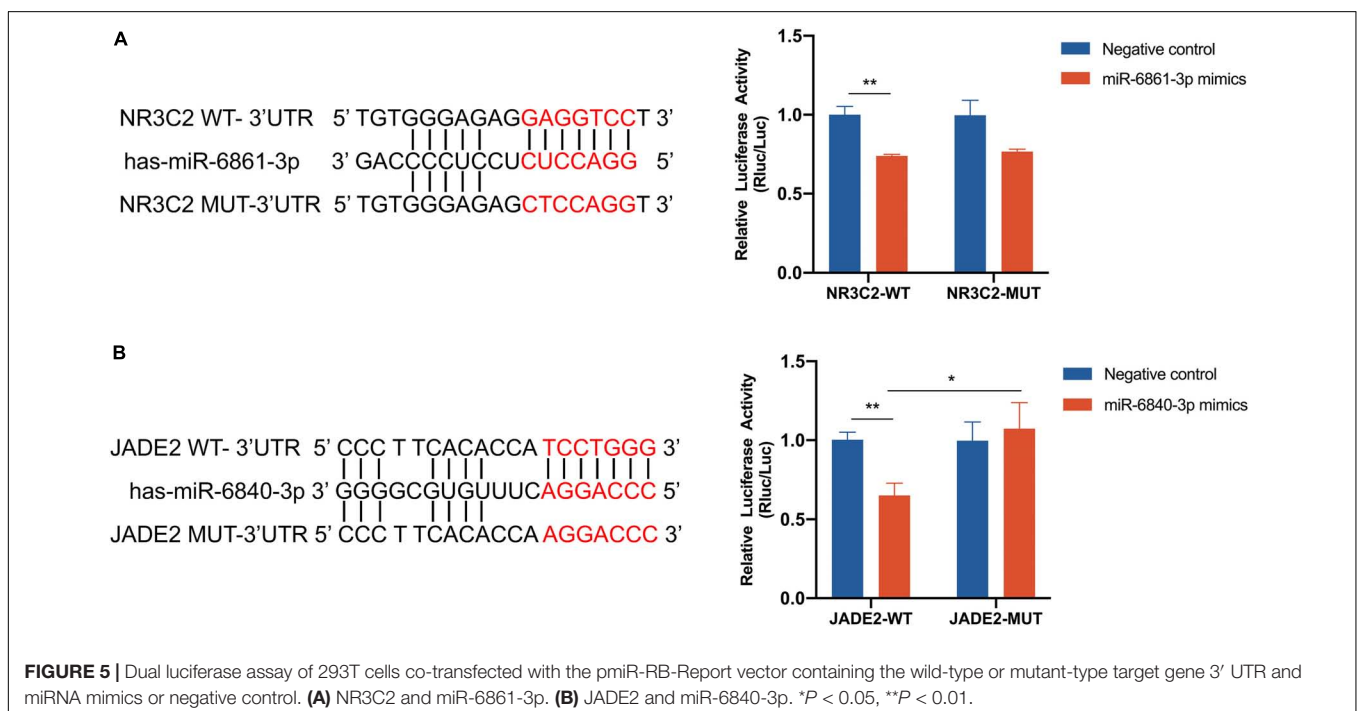 A
NR3C2 WT- 3'UTR 5' TGTGGGAGAGGAGGTCCT 3'
has-miR-6861-3p 3' GACCCCUCCUCUCCAGG 5'
NR3C2 MUT-3'UTR 5' TGTGGGAGAGCTCCAGGT 3'
Relative Luciferase Activity
(Rluc/Luc)
1.5
1.0
0.5
0.0
**
NR3C2-WT NR3C2-MUT
Negative control
miR-6861-3p mimics
B
JADE2 WT- 3'UTR 5' CCC T TCACACCA TCCTGGG 3'
has-miR-6840-3p 3' GGGGCGUGUUUCAGGACCC 5'
JADE2 MUT-3'UTR 5' CCC T TCACACCA AGGACCC 3'
Relative Luciferase Activity
(Rluc/Luc)
1.5
1.0
0.5
0.0
*
**
JADE2-WT JADE2-MUT
Negative control
miR-6840-3p mimics
FIGURE 5 | Dual luciferase assay of 293T cells co-transfected with the pmiR-RB-Report vector containing the wild-type or mutant-type target gene 3′ UTR and
miRNA mimics or negative control. (A) NR3C2 and miR-6861-3p. (B) JADE2 and miR-6840-3p. *P < 0.05, **P < 0.01.